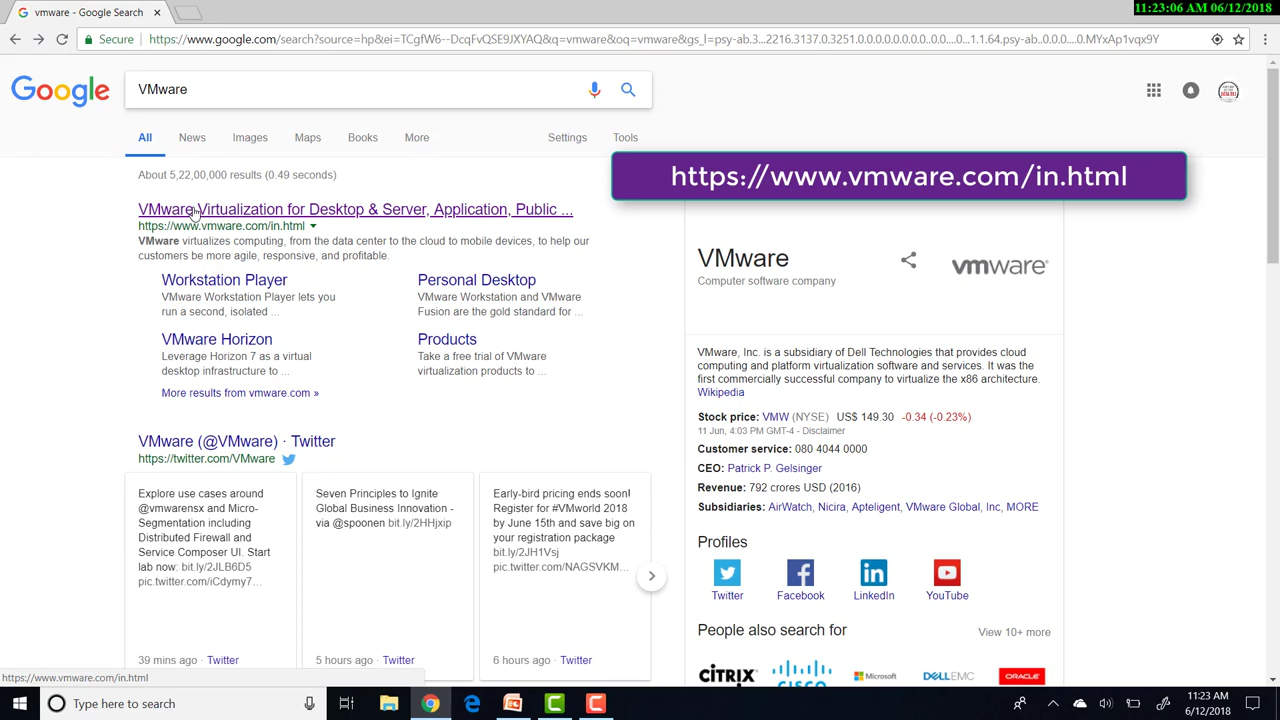 11:23:06 AM 06/12/2018
vmware - Google Search
Secure
https://www.google.com/search?source=hp&ei=TCgfW6--DcqFvQSE9JXYAQ&q=vmware&oq=vmware&gs_l=psy-ab.3...2216.3137.0.3251.0.0.0.0.0.0.0.0..0.0....0...1.1.64.psy-ab..0.0.0....0.MYxAp1vqx9Y
Google
VMware
All News Images Maps Books More Settings Tools
About 5,22,00,000 results (0.49 seconds)
https://www.vmware.com/in.html
VMware Virtualization for Desktop & Server, Application, Public ...
https://www.vmware.com/in.html
VMware virtualizes computing, from the data center to the cloud to mobile devices, to help our
customers be more agile, responsive, and profitable.
Workstation Player
VMware Workstation Player lets you
run a second, isolated ...
Personal Desktop
VMware Workstation and VMware
Fusion are the gold standard for ...
VMware Horizon
Leverage Horizon 7 as a virtual
desktop infrastructure to ...
Products
Take a free trial of VMware
virtualization products to ...
More results from vmware.com »
VMware (@VMware) · Twitter
https://twitter.com/VMware
Explore use cases around
@vmwarensx and Micro-
Segmentation including
Distributed Firewall and
Service Composer UI. Start
lab now: bit.ly/2JLB6D5
pic.twitter.com/iCdymy7...
39 mins ago · Twitter
Seven Principles to Ignite
Global Business Innovation -
via @spoonen bit.ly/2HHjxip
5 hours ago · Twitter
Early-bird pricing ends soon!
Register for #VMworld 2018
by June 15th and save big on
your registration package
bit.ly/2JH1Vsj
pic.twitter.com/NAGSVKM...
6 hours ago · Twitter
VMware
Computer software company
vmware
VMware, Inc. is a subsidiary of Dell Technologies that provides cloud
computing and platform virtualization software and services. It was the
first commercially successful company to virtualize the x86 architecture.
Wikipedia
Stock price: VMW (NYSE) US$ 149.30 -0.34 (-0.23%)
11 Jun, 4:03 PM GMT-4 - Disclaimer
Customer service: 080 4044 0000
CEO: Patrick P. Gelsinger
Revenue: 792 crores USD (2016)
Subsidiaries: AirWatch, Nicira, Apteligent, VMware Global, Inc, MORE
Profiles
Twitter Facebook LinkedIn YouTube
People also search for
View 10+ more
CITRIX CISCO Microsoft DELLEMC ORACLE
https://www.vmware.com/in.html
Type here to search
11:23 AM
6/12/2018